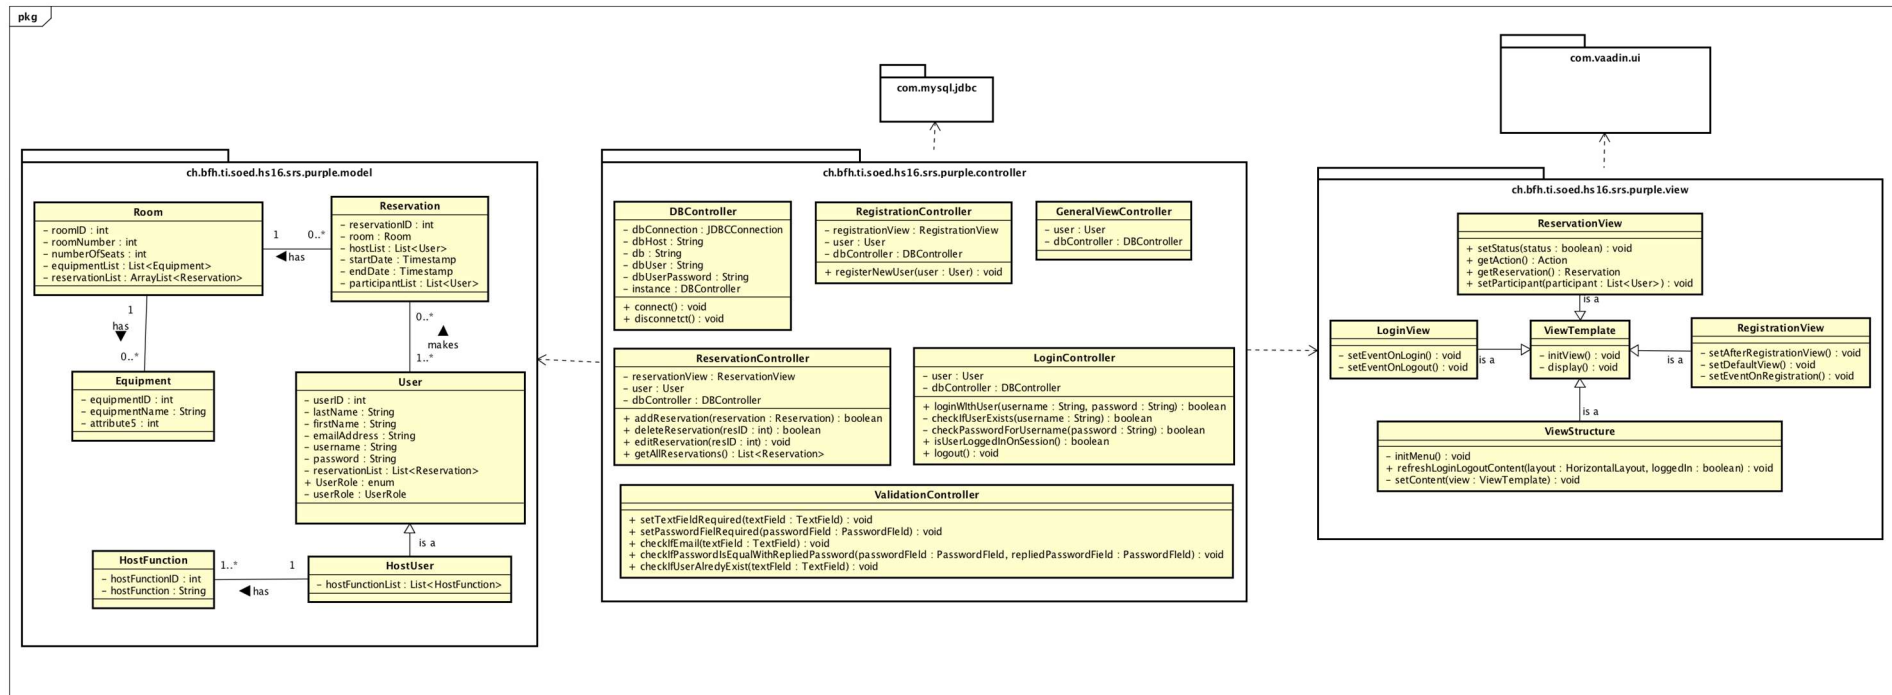 pkg
com.mysql.jdbc
com.vaadin.ui
ch.bfh.ti.soed.hs16.srs.purple.model
Room
- roomID : int
- roomNumber : int
- numberOfSeats : int
- equipmentList : List<Equipment>
- reservationList : ArrayList<Reservation>
1
0..*
has
Reservation
- reservationID : int
- room : Room
- hostList : List<User>
- startDate : Timestamp
- endDate : Timestamp
- participantList : List<User>
1
has
0..*
0..*
makes
1..*
Equipment
- equipmentID : int
- equipmentName : String
- attribute5 : int
User
- userID : int
- lastName : String
- firstName : String
- emailAddress : String
- username : String
- password : String
- reservationList : List<Reservation>
+ UserRole : enum
- userRole : UserRole
is a
HostFunction
- hostFunctionID : int
- hostFunction : String
1..*
1
has
HostUser
- hostFunctionList : List<HostFunction>
ch.bfh.ti.soed.hs16.srs.purple.controller
DBController
- dbConnection : JDBCConnection
- dbHost : String
- db : String
- dbUser : String
- dbUserPassword : String
- instance : DBController
+ connect() : void
+ disconnetct() : void
RegistrationController
- registrationView : RegistrationView
- user : User
- dbController : DBController
+ registerNewUser(user : User) : void
GeneralViewController
- user : User
- dbController : DBController
ReservationController
- reservationView : ReservationView
- user : User
- dbController : DBController
+ addReservation(reservation : Reservation) : boolean
+ deleteReservation(resID : int) : boolean
+ editReservation(resID : int) : void
+ getAllReservations() : List<Reservation>
LoginController
- user : User
- dbController : DBController
+ loginWIthUser(username : String, password : String) : boolean
- checkIfUserExists(username : String) : boolean
- checkPasswordForUsername(password : String) : boolean
+ isUserLoggedInOnSession() : boolean
+ logout() : void
ValidationController
+ setTextFieldRequired(textField : TextField) : void
+ setPasswordFielRequired(passwordField : PasswordFIeld) : void
+ checkIfEmail(textField : TextField) : void
+ checkIfPasswordIsEqualWithRepliedPassword(passwordFIeld : PasswordFIeld, repliedPasswordField : PasswordFIeld) : void
+ checkIfUserAlredyExist(textFIeld : TextField) : void
ch.bfh.ti.soed.hs16.srs.purple.view
ReservationView
+ setStatus(status : boolean) : void
+ getAction() : Action
+ getReservation() : Reservation
+ setParticipant(participant : List<User>) : void
is a
LoginView
- setEventOnLogin() : void
- setEventOnLogout() : void
is a
ViewTemplate
- initView() : void
- display() : void
is a
RegistrationView
- setAfterRegistrationView() : void
- setDefaultView() : void
- setEventOnRegistration() : void
is a
ViewStructure
- initMenu() : void
+ refreshLoginLogoutContent(layout : HorizontalLayout, loggedIn : boolean) : void
- setContent(view : ViewTemplate) : void